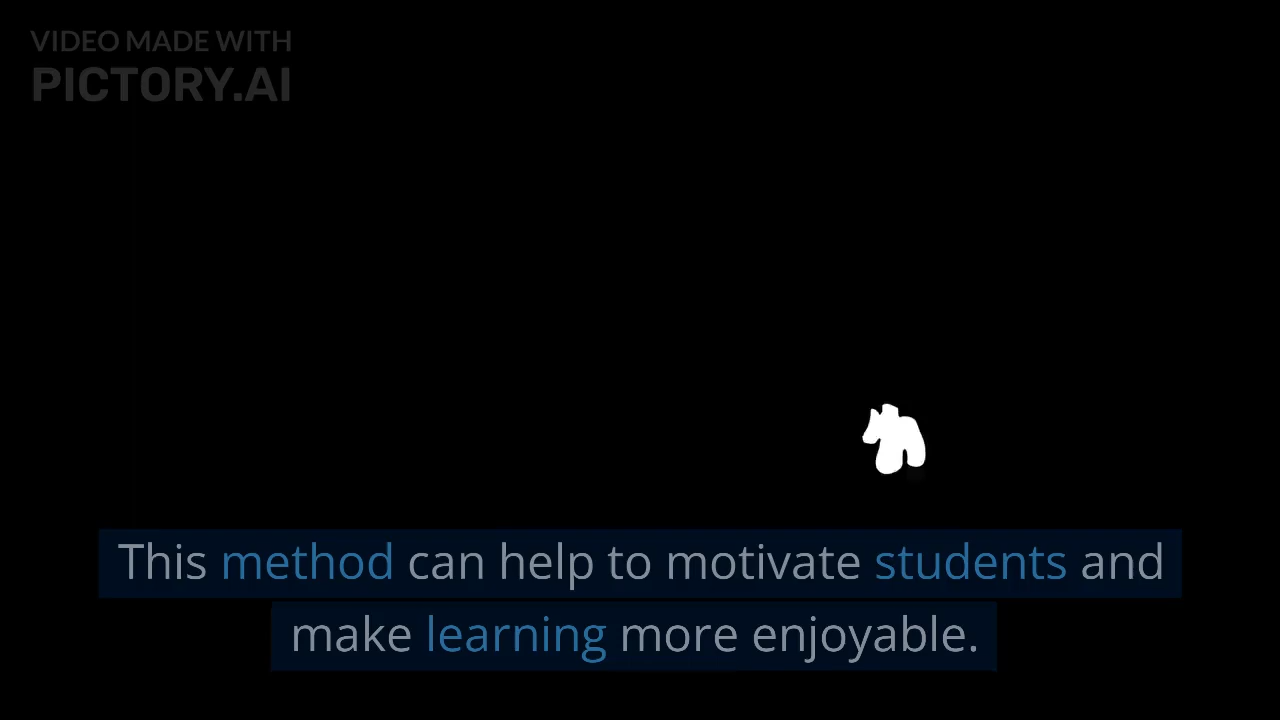 VIDEO MADE WITH
PICTORY.AI
This method can help to motivate students and
make learning more enjoyable.